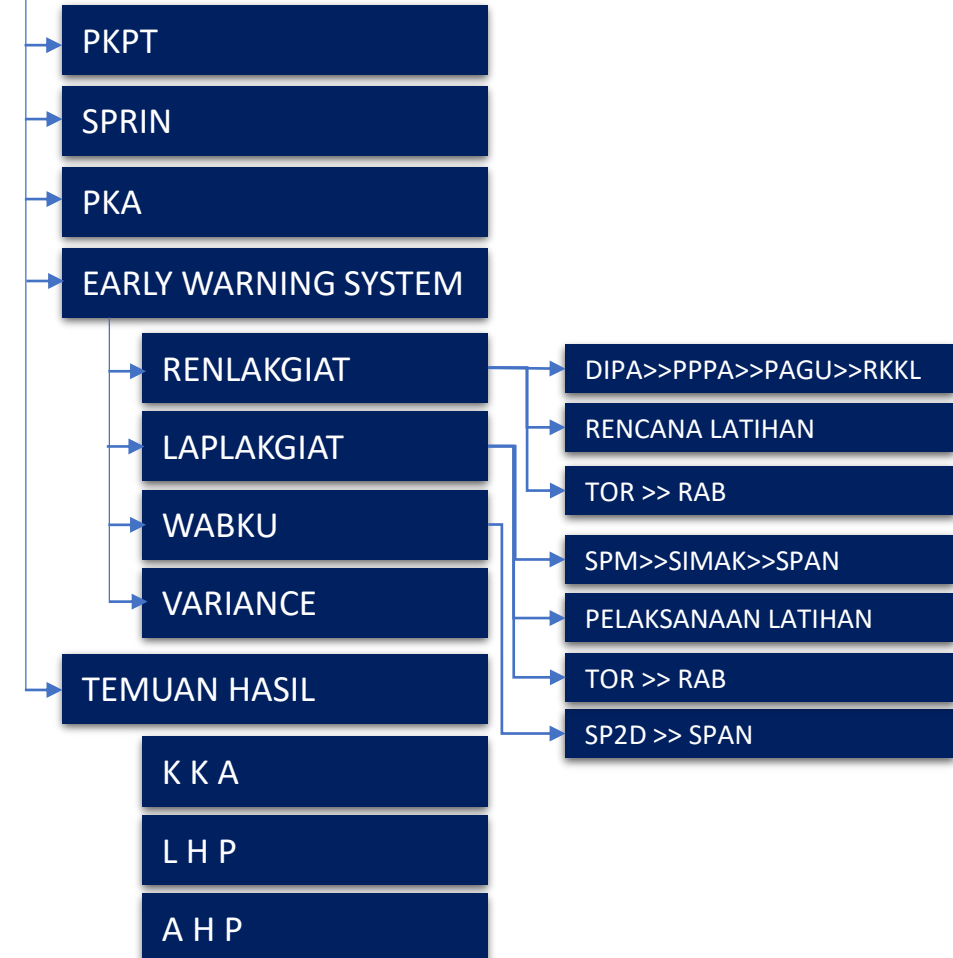 PKPT
SPRIN
PKA
EARLY WARNING SYSTEM
RENLAKGIAT
LAPLAKGIAT
WABKU
VARIANCE
DIPA>>PPPA>>PAGU>>RKKL
RENCANA LATIHAN
TOR >> RAB
SPM>>SIMAK>>SPAN
PELAKSANAAN LATIHAN
TOR >> RAB
SP2D >> SPAN
TEMUAN HASIL
K K A
L H P
A H P